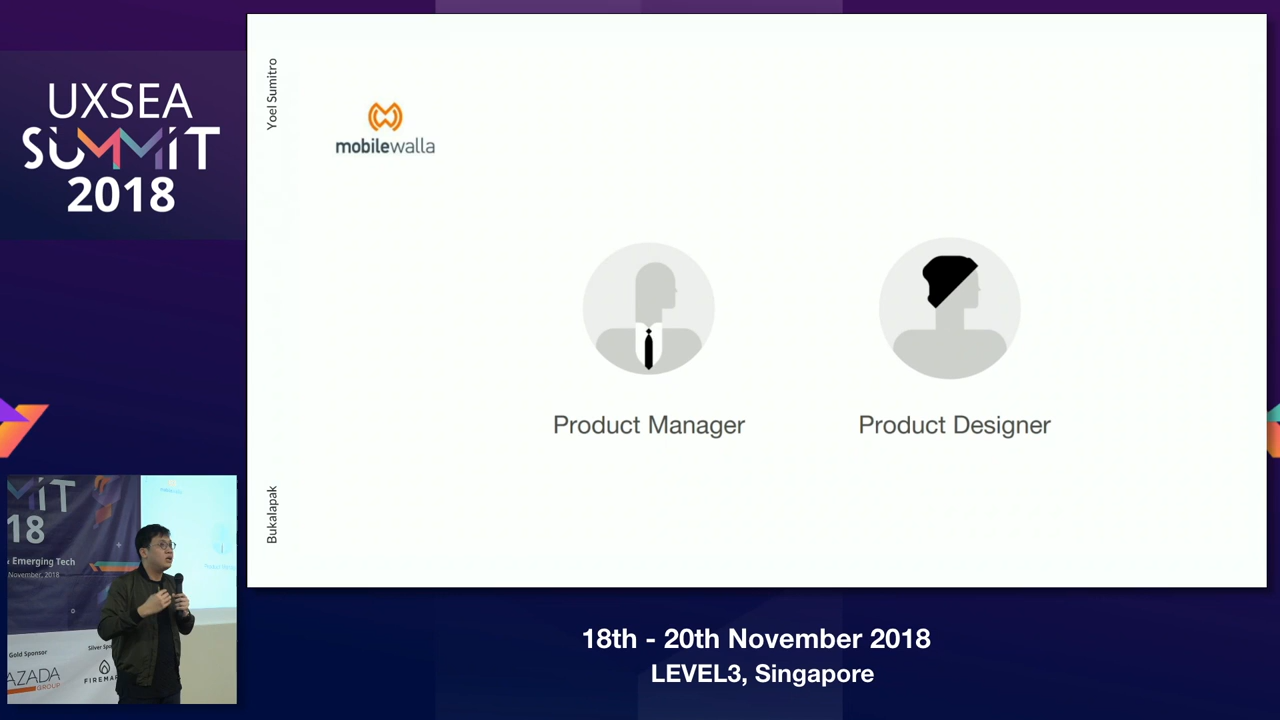 UXSEA
SUMMIT
2018
Yoel Sumitro
mobilewalla
Product Manager
Product Designer
Bukalapak
MIT
18
& Emerging Tech
November, 2018
Gold Sponsor
AZADA
GROUP
Silver
FIREMA
18th - 20th November 2018
LEVEL3, Singapore